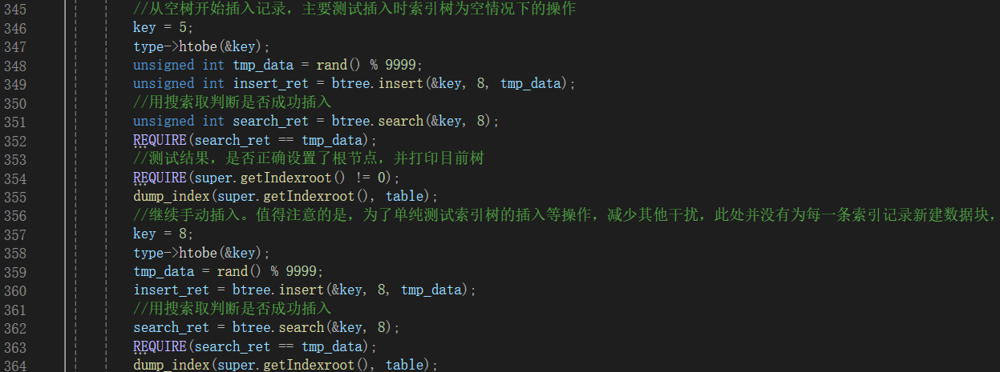 345 //从空树开始插入记录，主要测试插入时索引树为空情况下的操作
346 key = 5;
347 type->htobe(&key);
348 unsigned int tmp_data = rand() % 9999;
349 unsigned int insert_ret = btree.insert(&key, 8, tmp_data);
350 //用搜索取判断是否成功插入
351 unsigned int search_ret = btree.search(&key, 8);
352 REQUIRE(search_ret == tmp_data);
353 //测试结果，是否正确设置了根节点，并打印目前树
354 REQUIRE(super.getIndexroot() != 0);
355 dump_index(super.getIndexroot(), table);
356 //继续手动插入。值得注意的是，为了单纯测试索引树的插入等操作，减少其他干扰，此处并没有为每一条索引记录新建数据块，
357 key = 8;
358 type->htobe(&key);
359 tmp_data = rand() % 9999;
360 insert_ret = btree.insert(&key, 8, tmp_data);
361 //用搜索取判断是否成功插入
362 search_ret = btree.search(&key, 8);
363 REQUIRE(search_ret == tmp_data);
364 dump_index(super.getIndexroot(), table);